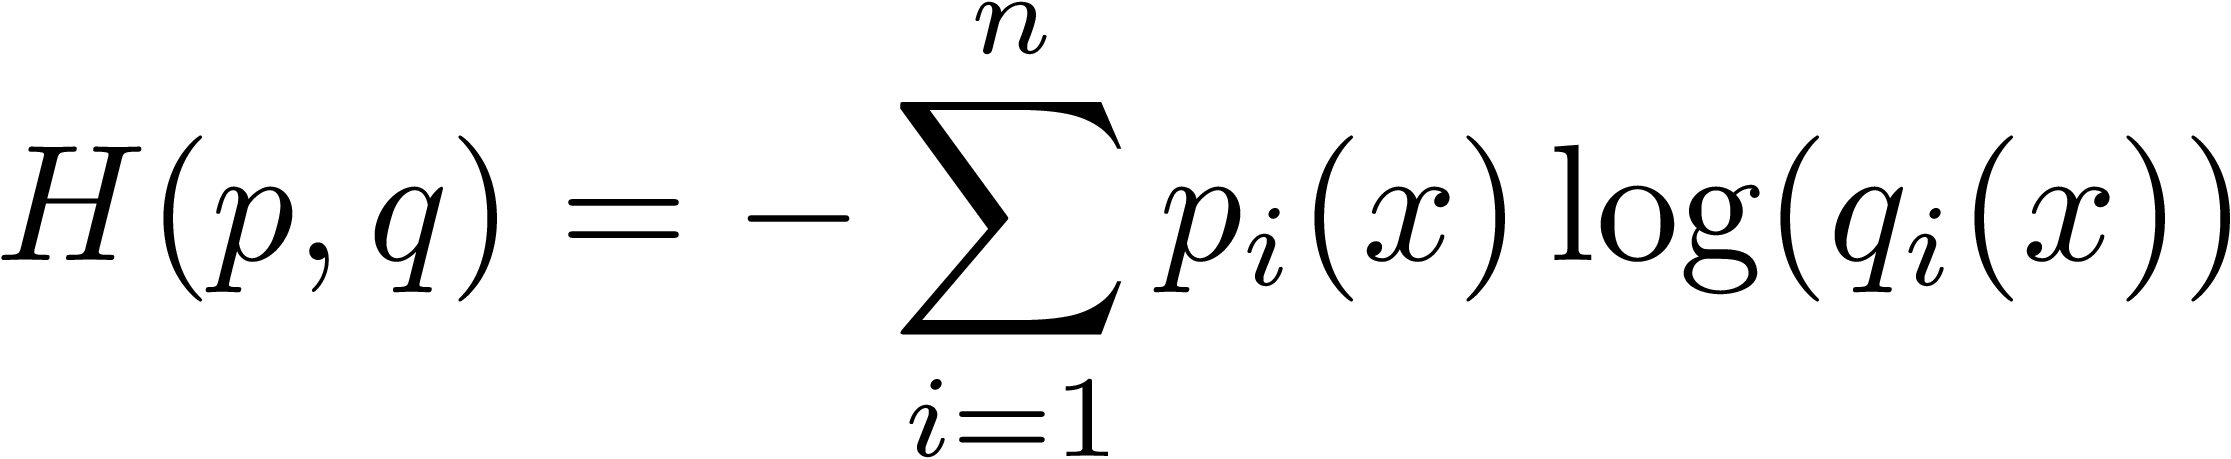 H(p, q) = −∑_{i=1}^{n} p_i(x) log(q_i(x))